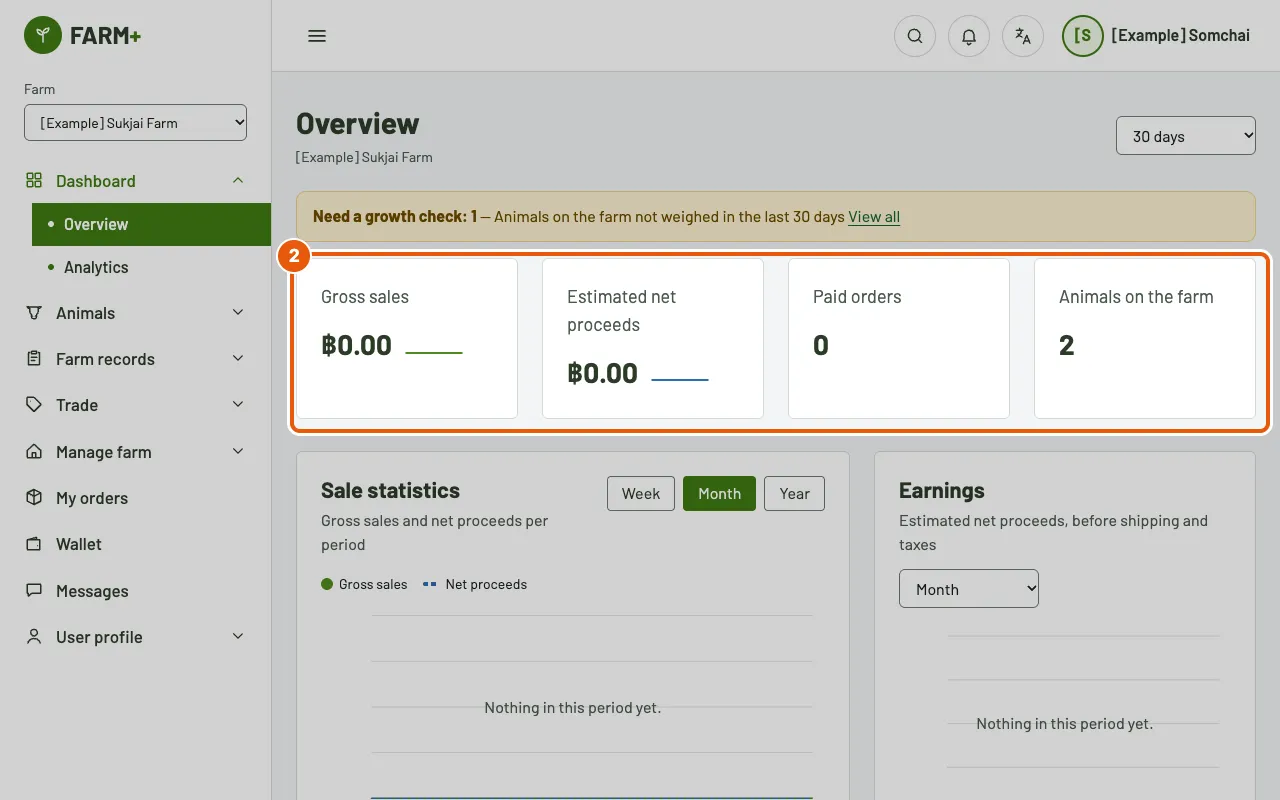 FARM+
Farm
[Example] Sukjai Farm
Dashboard
Overview
Analytics
Animals
Farm records
Trade
Manage farm
My orders
Wallet
Messages
User profile
[S
[Example] Somchai
Overview
[Example] Sukjai Farm
30 days
Need a growth check: 1 — Animals on the farm not weighed in the last 30 days View all
2
Gross sales
฿0.00
Estimated net
proceeds
฿0.00
Paid orders
0
Animals on the farm
2
Sale statistics
Gross sales and net proceeds per
period
Week
Month
Year
Gross sales
Net proceeds
Nothing in this period yet.
Earnings
Estimated net proceeds, before shipping and
taxes
Month
Nothing in this period yet.